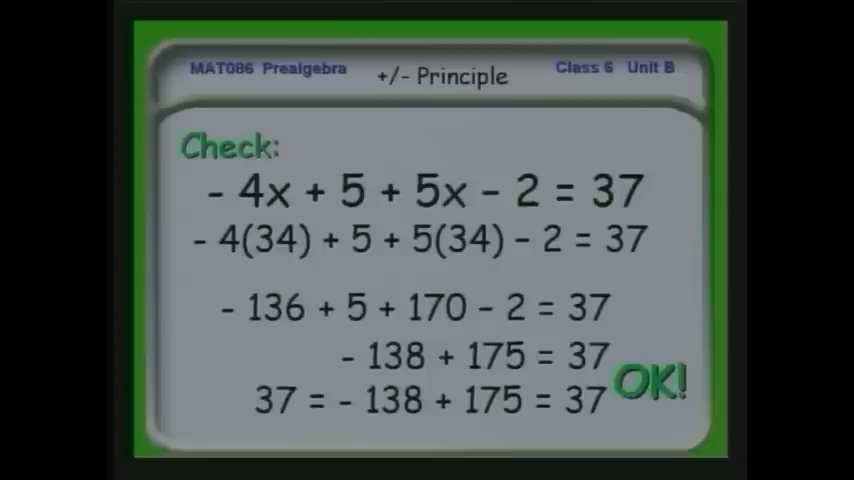 MAT086 Prealgebra
+/- Principle
Class 6 Unit B
Check:
- 4x + 5 + 5x - 2 = 37
- 4(34) + 5 + 5(34) - 2 = 37
- 136 + 5 + 170 - 2 = 37
- 138 + 175 = 37
37 = - 138 + 175 = 37
OK!